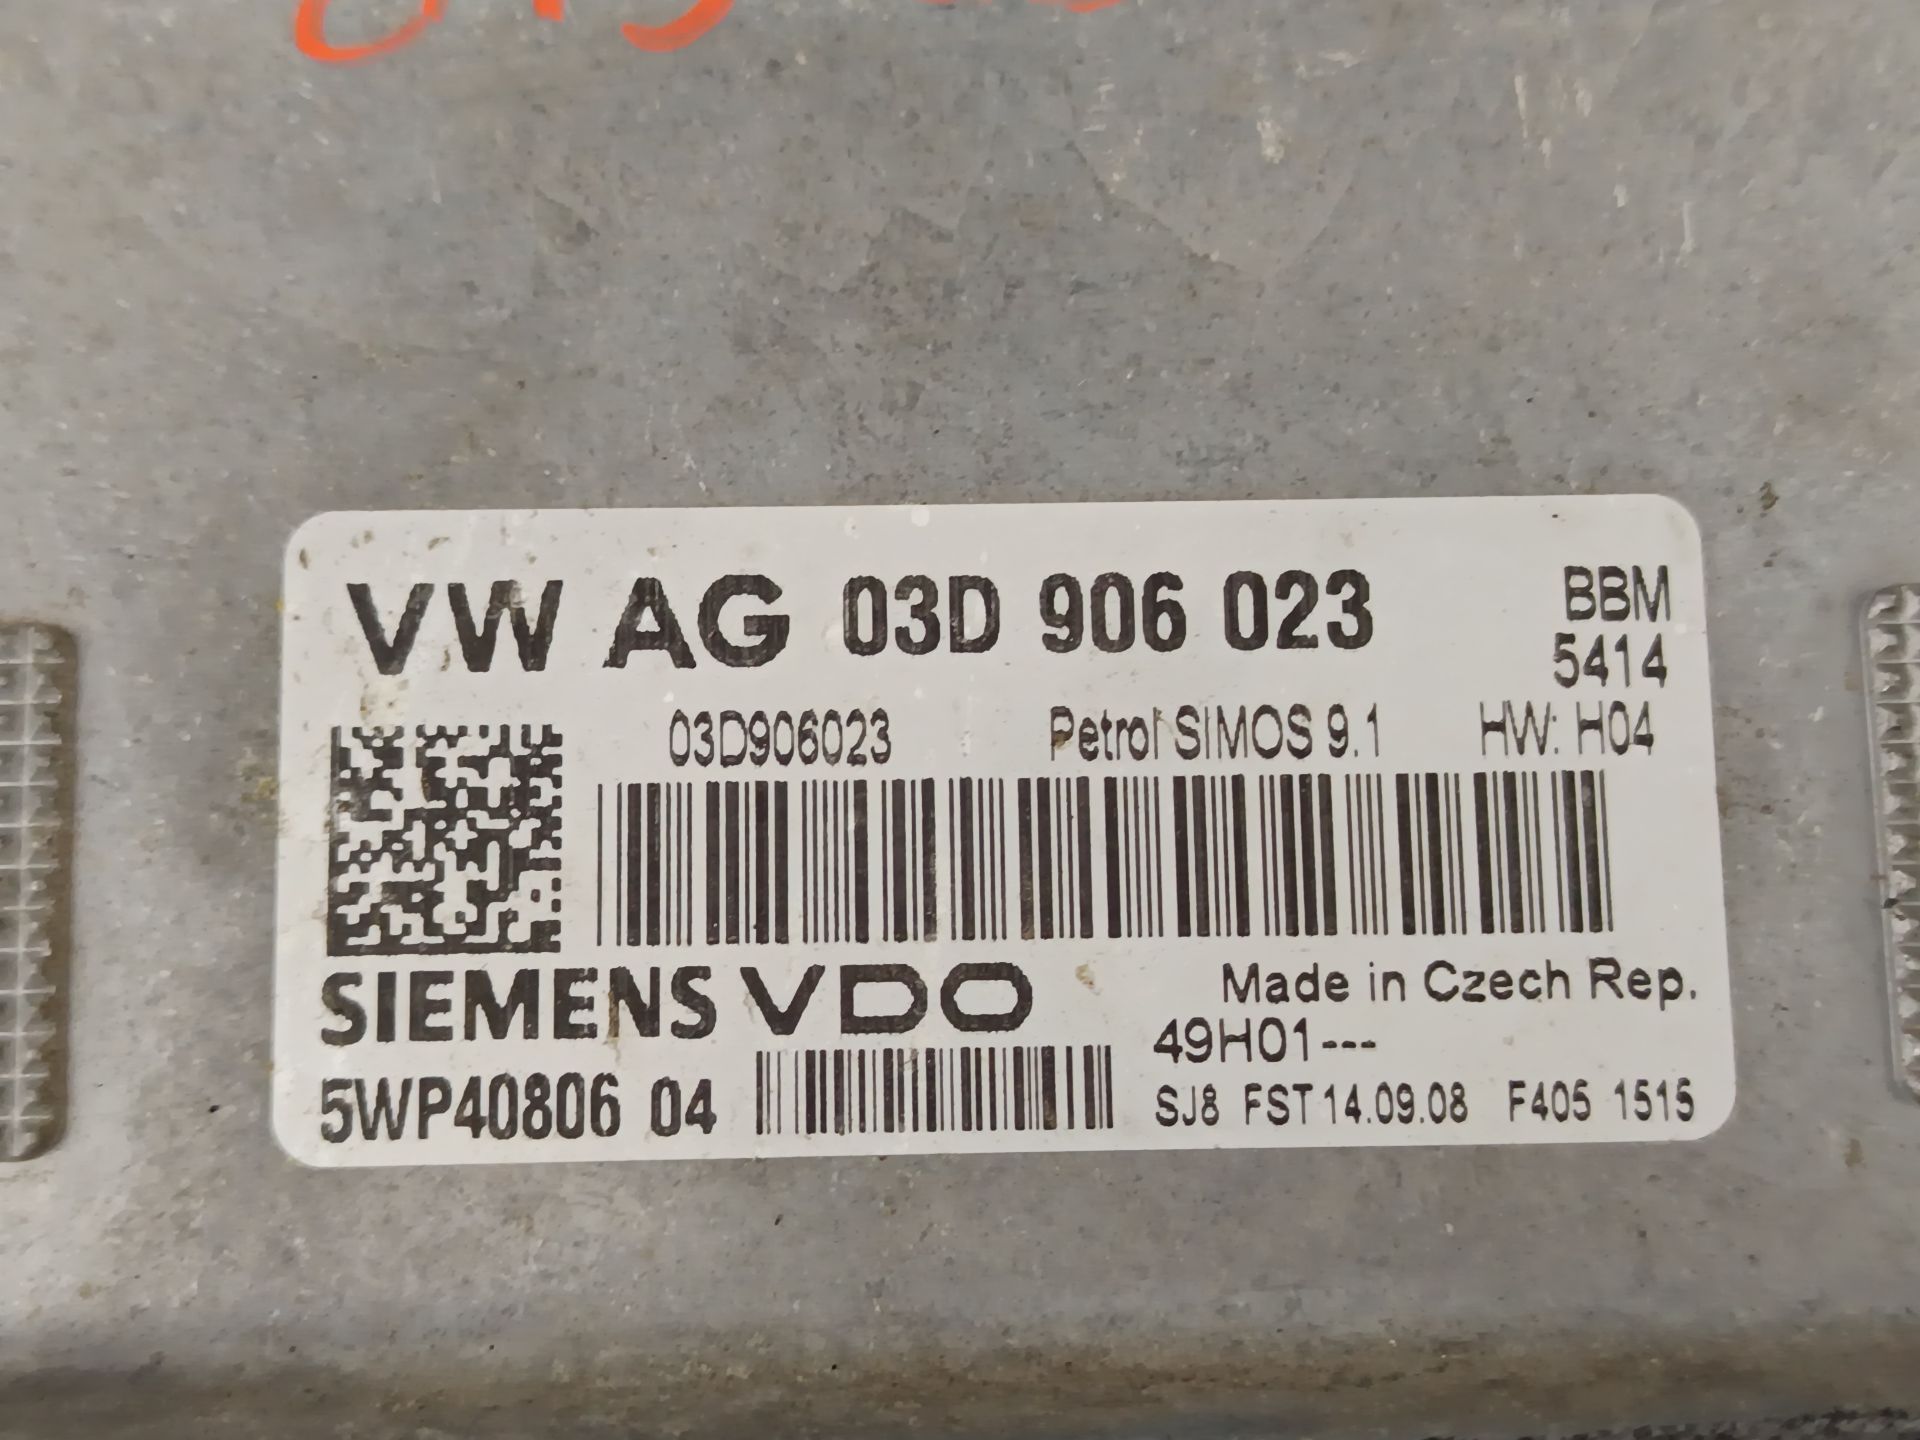 VW AG 03D 906 023 BBM
5414
03D906023 Petrol SIMOS 9.1 HW: H04
SIEMENS VDO Made in Czech Rep.
49H01---
5WP40806 04 SJ8 FST 14.09.08 F405 1515